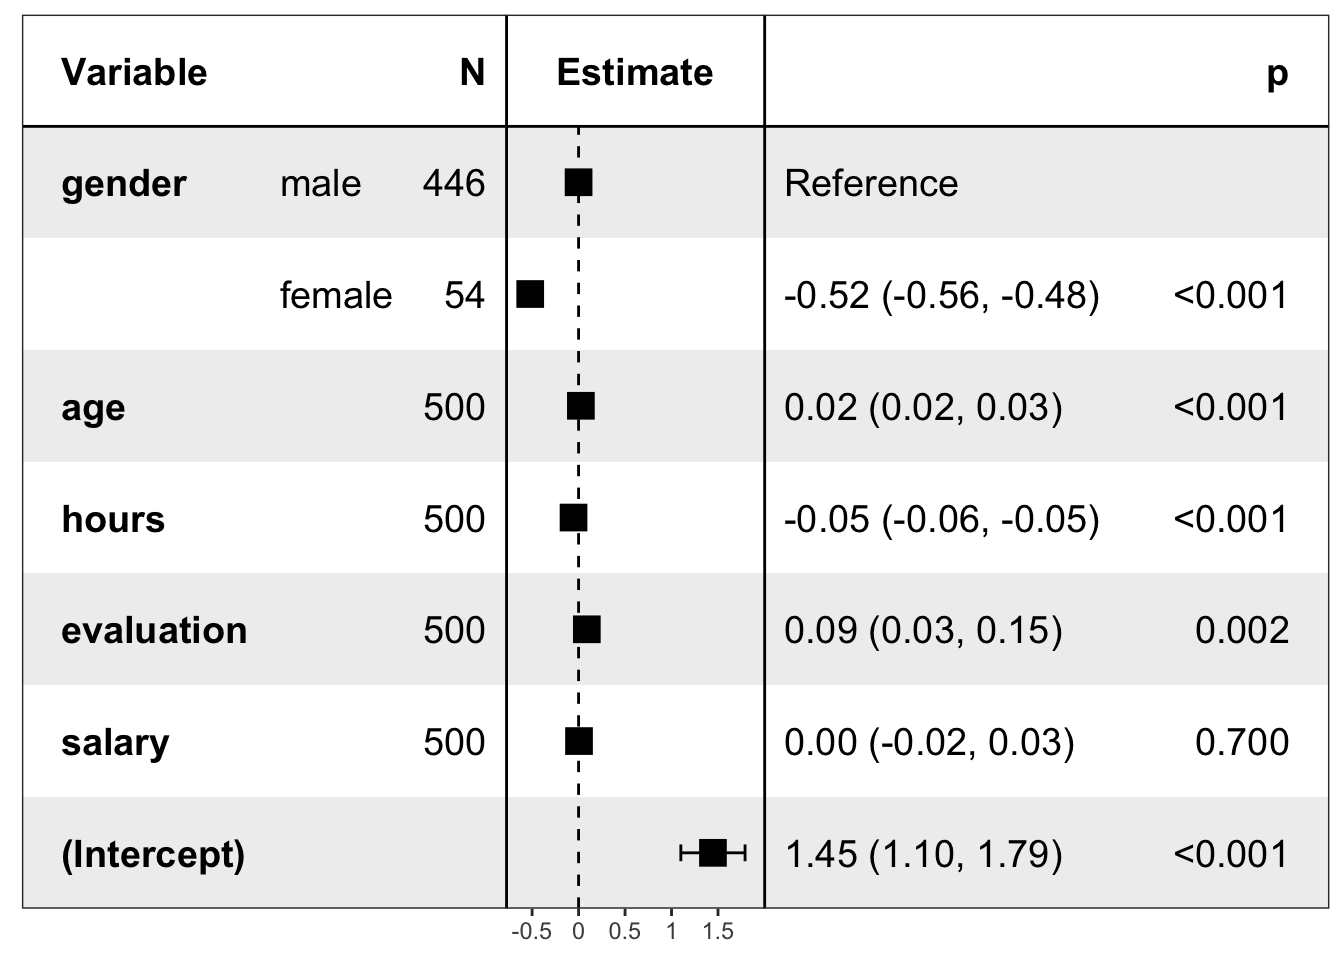 Variable N Estimate p
gender male 446 Reference
female 54 -0.52 (-0.56, -0.48) <0.001
age 500 0.02 (0.02, 0.03) <0.001
hours 500 -0.05 (-0.06, -0.05) <0.001
evaluation 500 0.09 (0.03, 0.15) 0.002
salary 500 0.00 (-0.02, 0.03) 0.700
(Intercept) 1.45 (1.10, 1.79) <0.001
-0.5 0 0.5 1 1.5